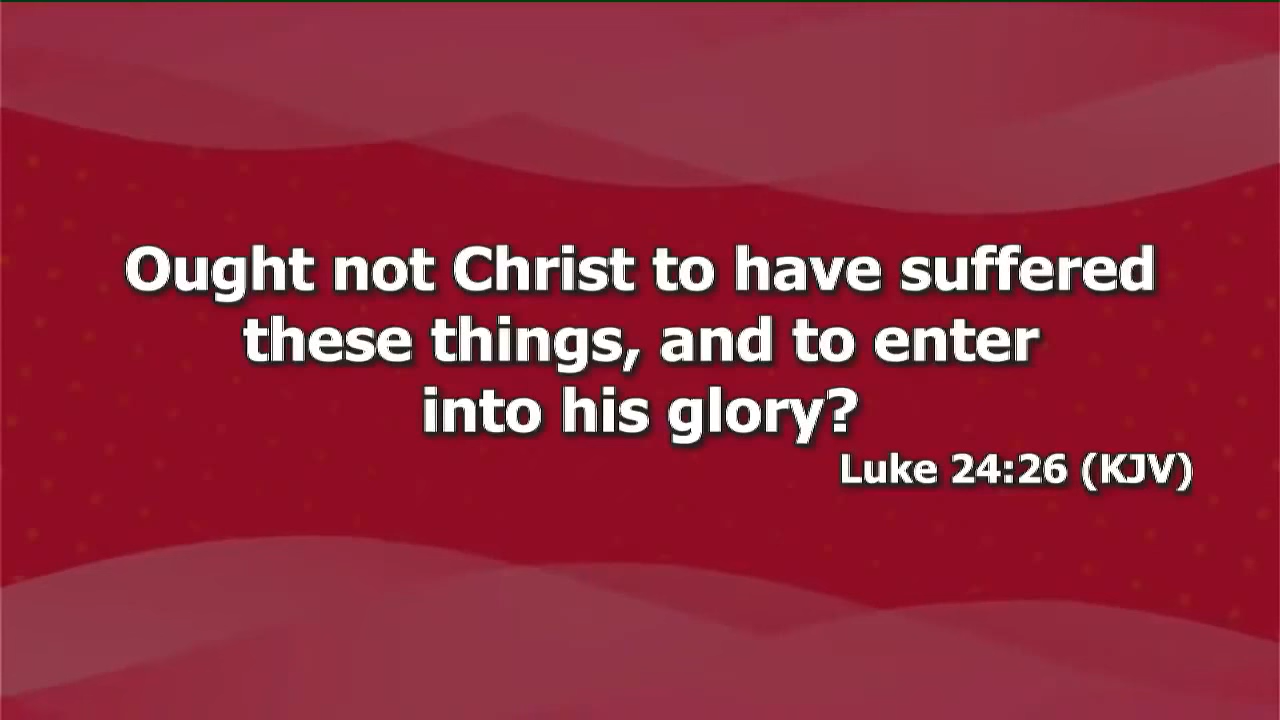 Ought not Christ to have suffered
these things, and to enter
into his glory?
Luke 24:26 (KJV)